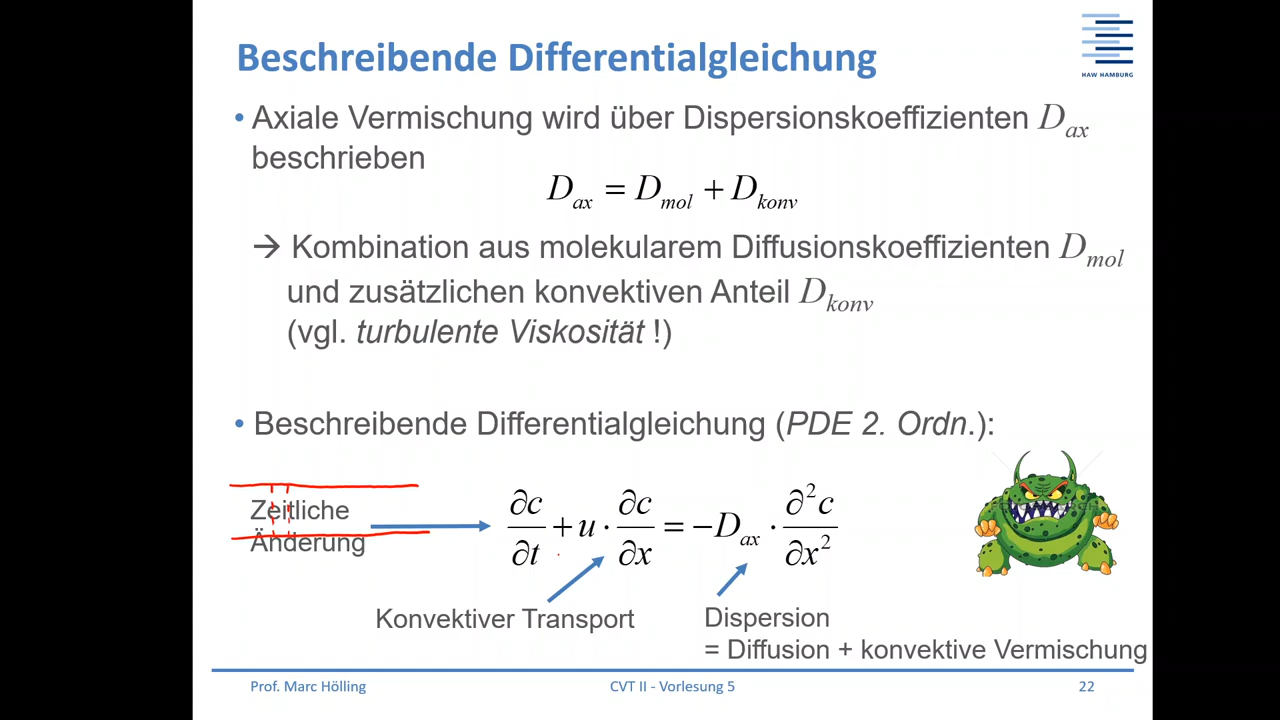 Beschreibende Differentialgleichung
HAW HAMBURG
• Axiale Vermischung wird über Dispersionskoeffizienten D_ax
beschrieben
D_ax = D_mol + D_konv
→ Kombination aus molekularem Diffusionskoeffizienten D_mol
und zusätzlichen konvektiven Anteil D_konv
(vgl. turbulente Viskosität !)
• Beschreibende Differentialgleichung (PDE 2. Ordn.):
Zeitliche
Änderung
∂c/∂t + u · ∂c/∂x = −D_ax · ∂²c/∂x²
Konvektiver Transport
Dispersion
= Diffusion + konvektive Vermischung
Prof. Marc Hölling
CVT II - Vorlesung 5
22